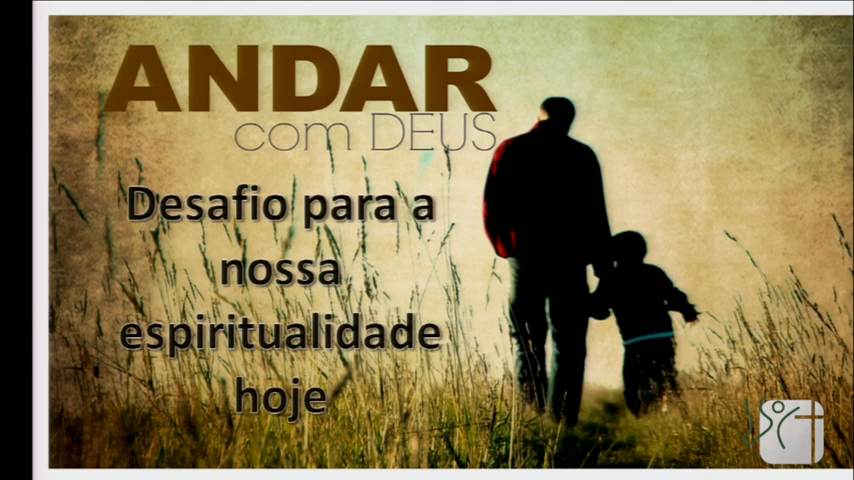 ANDAR
com DEUS
Desafio para a
nossa
espiritualidade
hoje